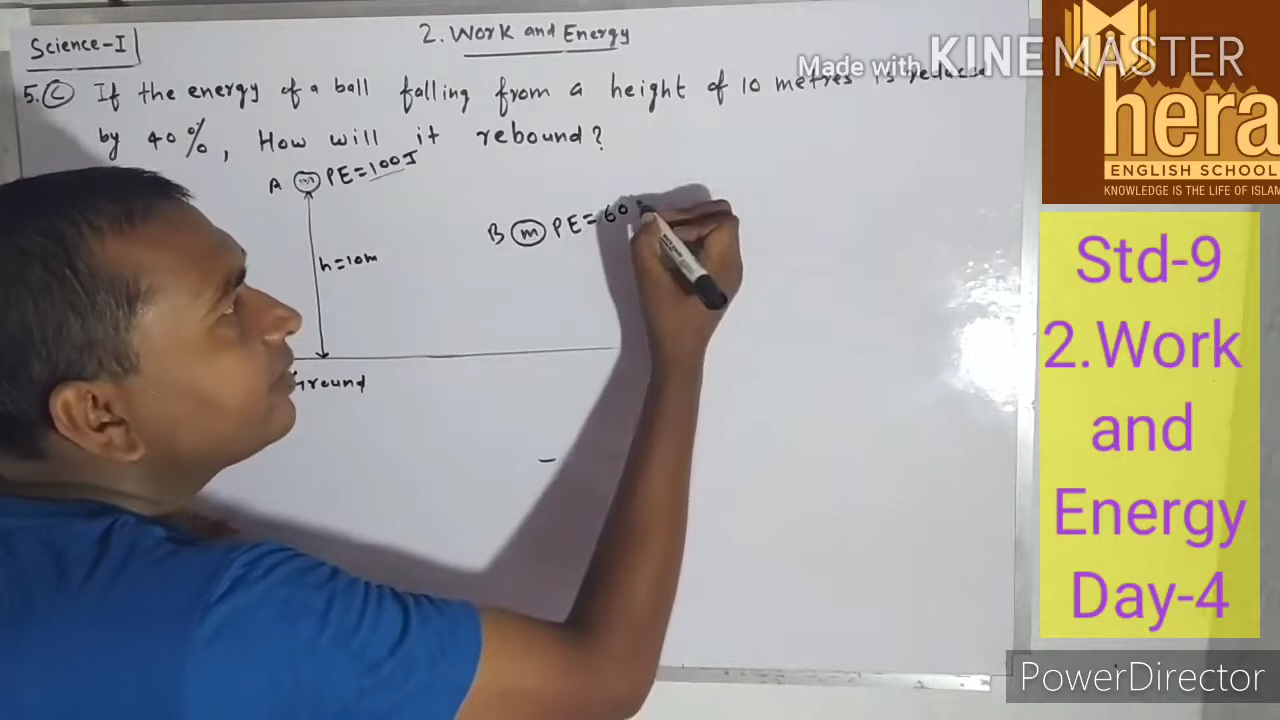 Science-I
2. Work and Energy
5. C If the energy of a ball falling from a height of 10 metres is reduced
by 40%, How will it rebound?
A m PE=100J
h=10m
B m PE=60
Ground
Made with KINEMASTER
hera
ENGLISH SCHOOL
KNOWLEDGE IS THE LIFE OF ISLAM
Std-9
2.Work
and
Energy
Day-4
PowerDirector